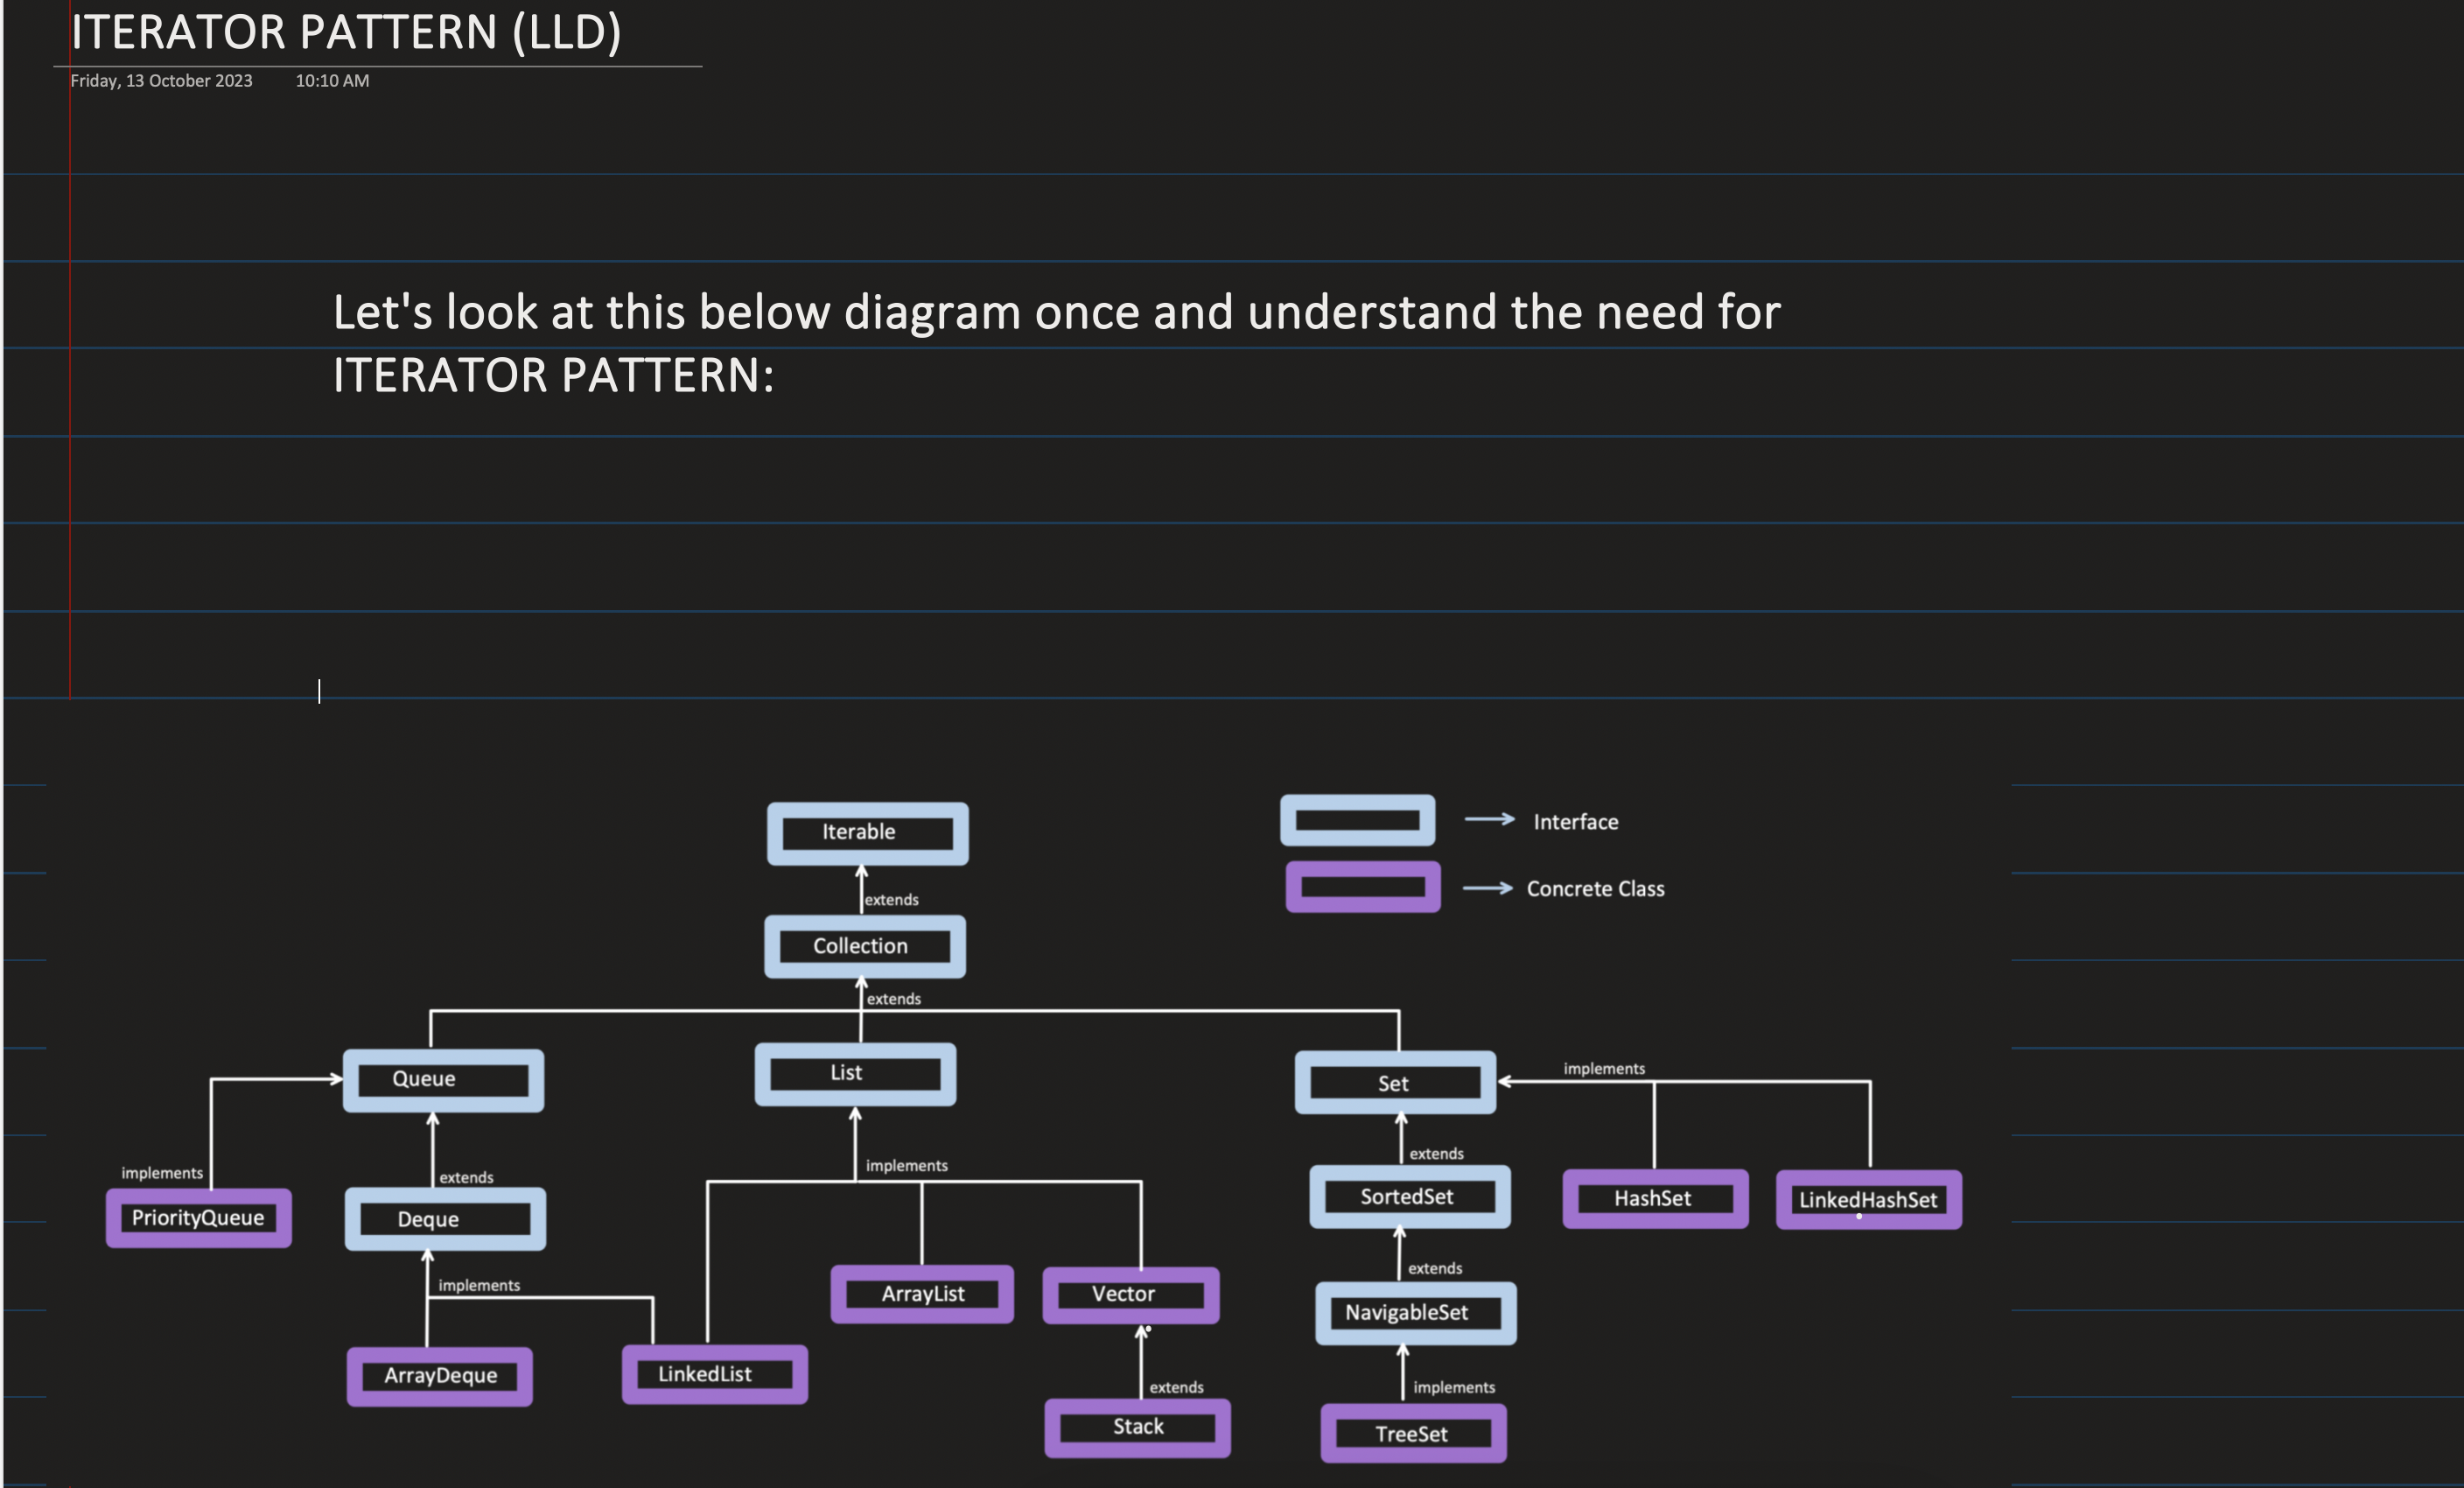 ITERATOR PATTERN (LLD)
Friday, 13 October 2023 10:10 AM
Let's look at this below diagram once and understand the need for
ITERATOR PATTERN:
Iterable
Interface
Concrete Class
extends
Collection
extends
Queue
List
Set
implements
implements
extends
implements
extends
PriorityQueue
Deque
SortedSet
HashSet
LinkedHashSet
implements
extends
ArrayList
Vector
NavigableSet
ArrayDeque
LinkedList
extends
implements
Stack
TreeSet